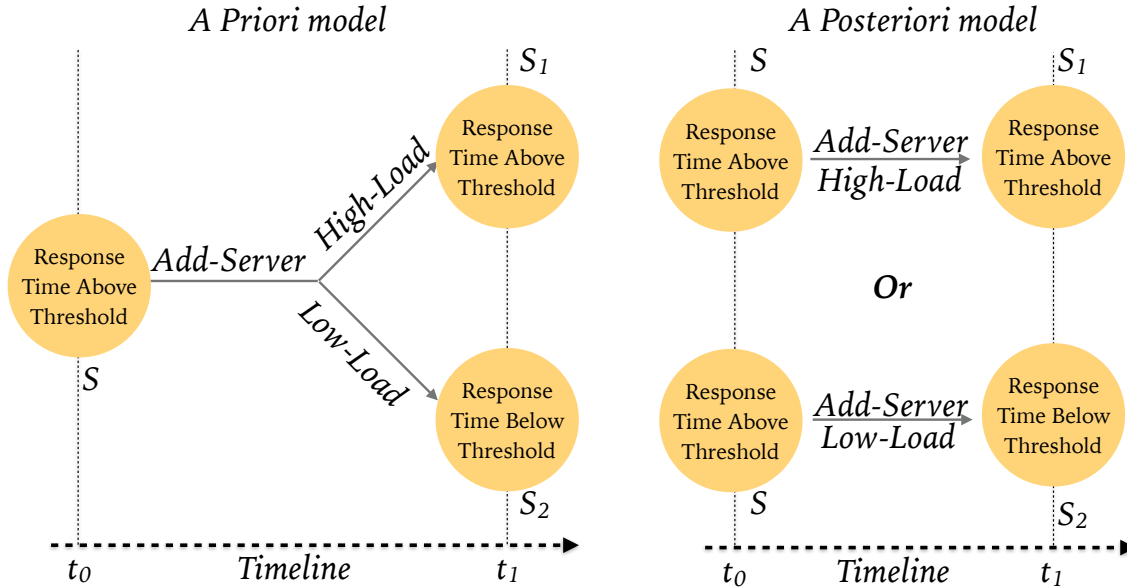 A Priori model
S1
Response
Time Above
Threshold
High-Load
Response
Time Above
Threshold
S
Add-Server
Low-Load
Response
Time Below
Threshold
S2
t0
Timeline
t1
A Posteriori model
S
S1
Response
Time Above
Threshold
Add-Server
High-Load
Response
Time Above
Threshold
Or
Response
Time Above
Threshold
Add-Server
Low-Load
Response
Time Below
Threshold
S
S2
t0
Timeline
t1